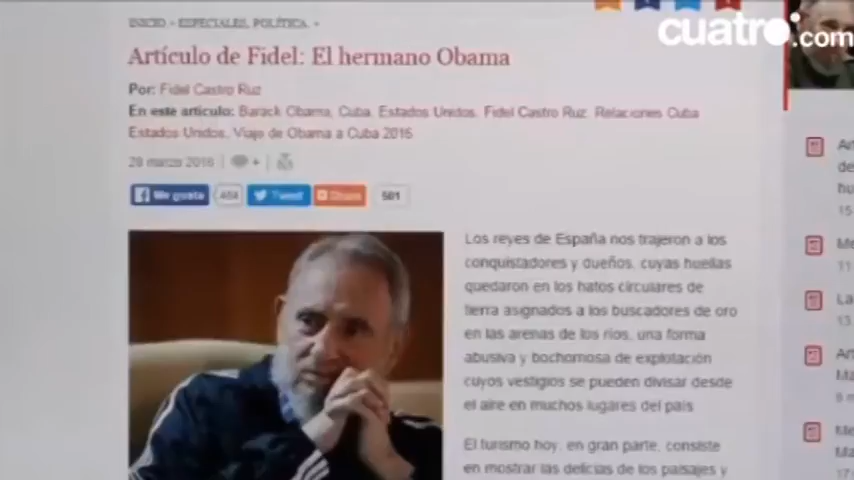 cuatro.com
INICIO » ESPECIALES, POLÍTICA »
Artículo de Fidel: El hermano Obama
Por: Fidel Castro Ruz
En este artículo: Barack Obama, Cuba, Estados Unidos, Fidel Castro Ruz, Relaciones Cuba
Estados Unidos, Viaje de Obama a Cuba 2016
28 marzo 2016 | + |
Me gusta Tweet Share 501
Los reyes de España nos trajeron a los
conquistadores y dueños, cuyas huellas
quedaron en los hatos circulares de
tierra asignados a los buscadores de oro
en las arenas de los ríos, una forma
abusiva y bochornosa de explotación
cuyos vestigios se pueden divisar desde
el aire en muchos lugares del país
El turismo hoy, en gran parte, consiste
en mostrar las delicias de los paisajes y